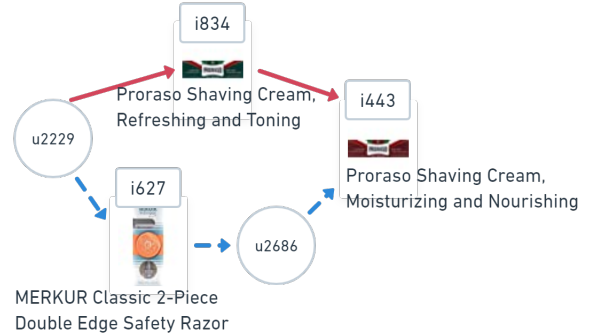 i834
Proraso Shaving Cream,
Refreshing and Toning
i443
Proraso Shaving Cream,
Moisturizing and Nourishing
u2229
i627
u2686
MERKUR Classic 2-Piece
Double Edge Safety Razor